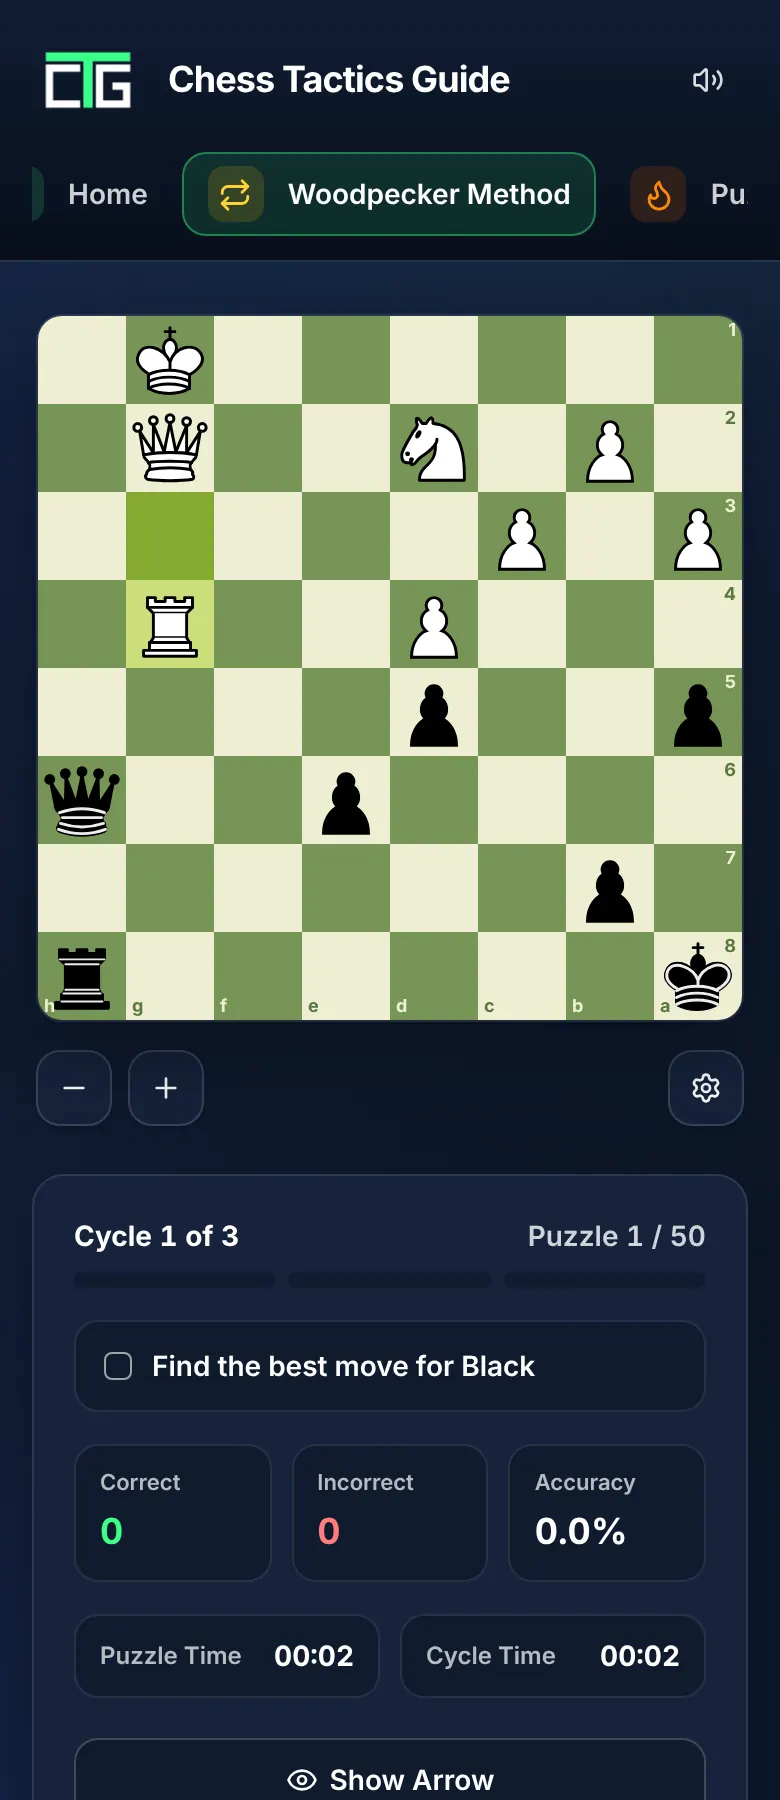 CTG Chess Tactics Guide
Home Woodpecker Method Pu
1
2
3
4
5
6
7
8
h g f e d c b a
Cycle 1 of 3 Puzzle 1 / 50
Find the best move for Black
Correct Incorrect Accuracy
0 0 0.0%
Puzzle Time 00:02 Cycle Time 00:02
Show Arrow